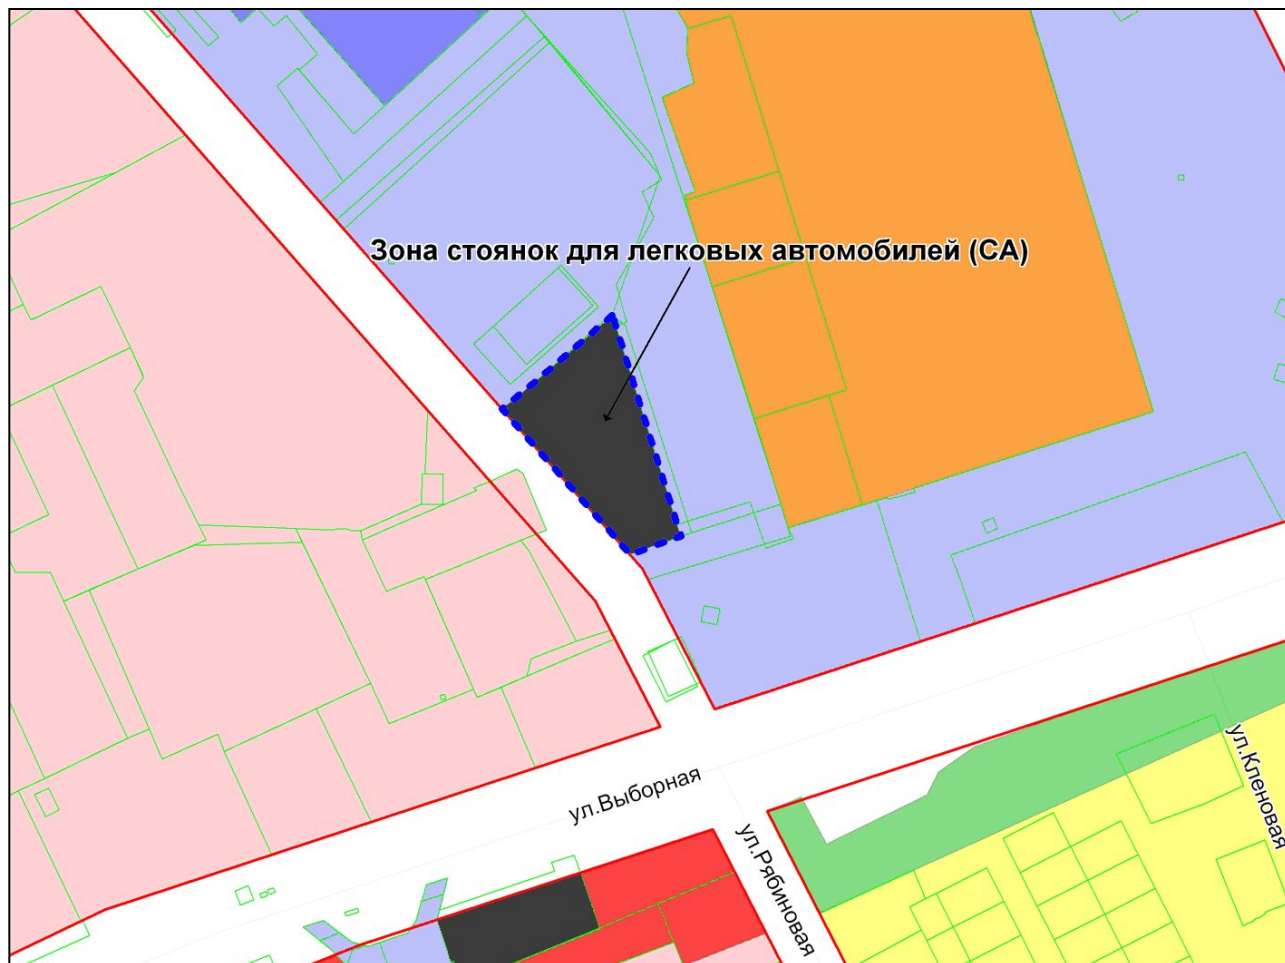 Зона стоянок для легковых автомобилей (СА)
ул.Выборная
ул.Рябиновая
ул.Кленовая